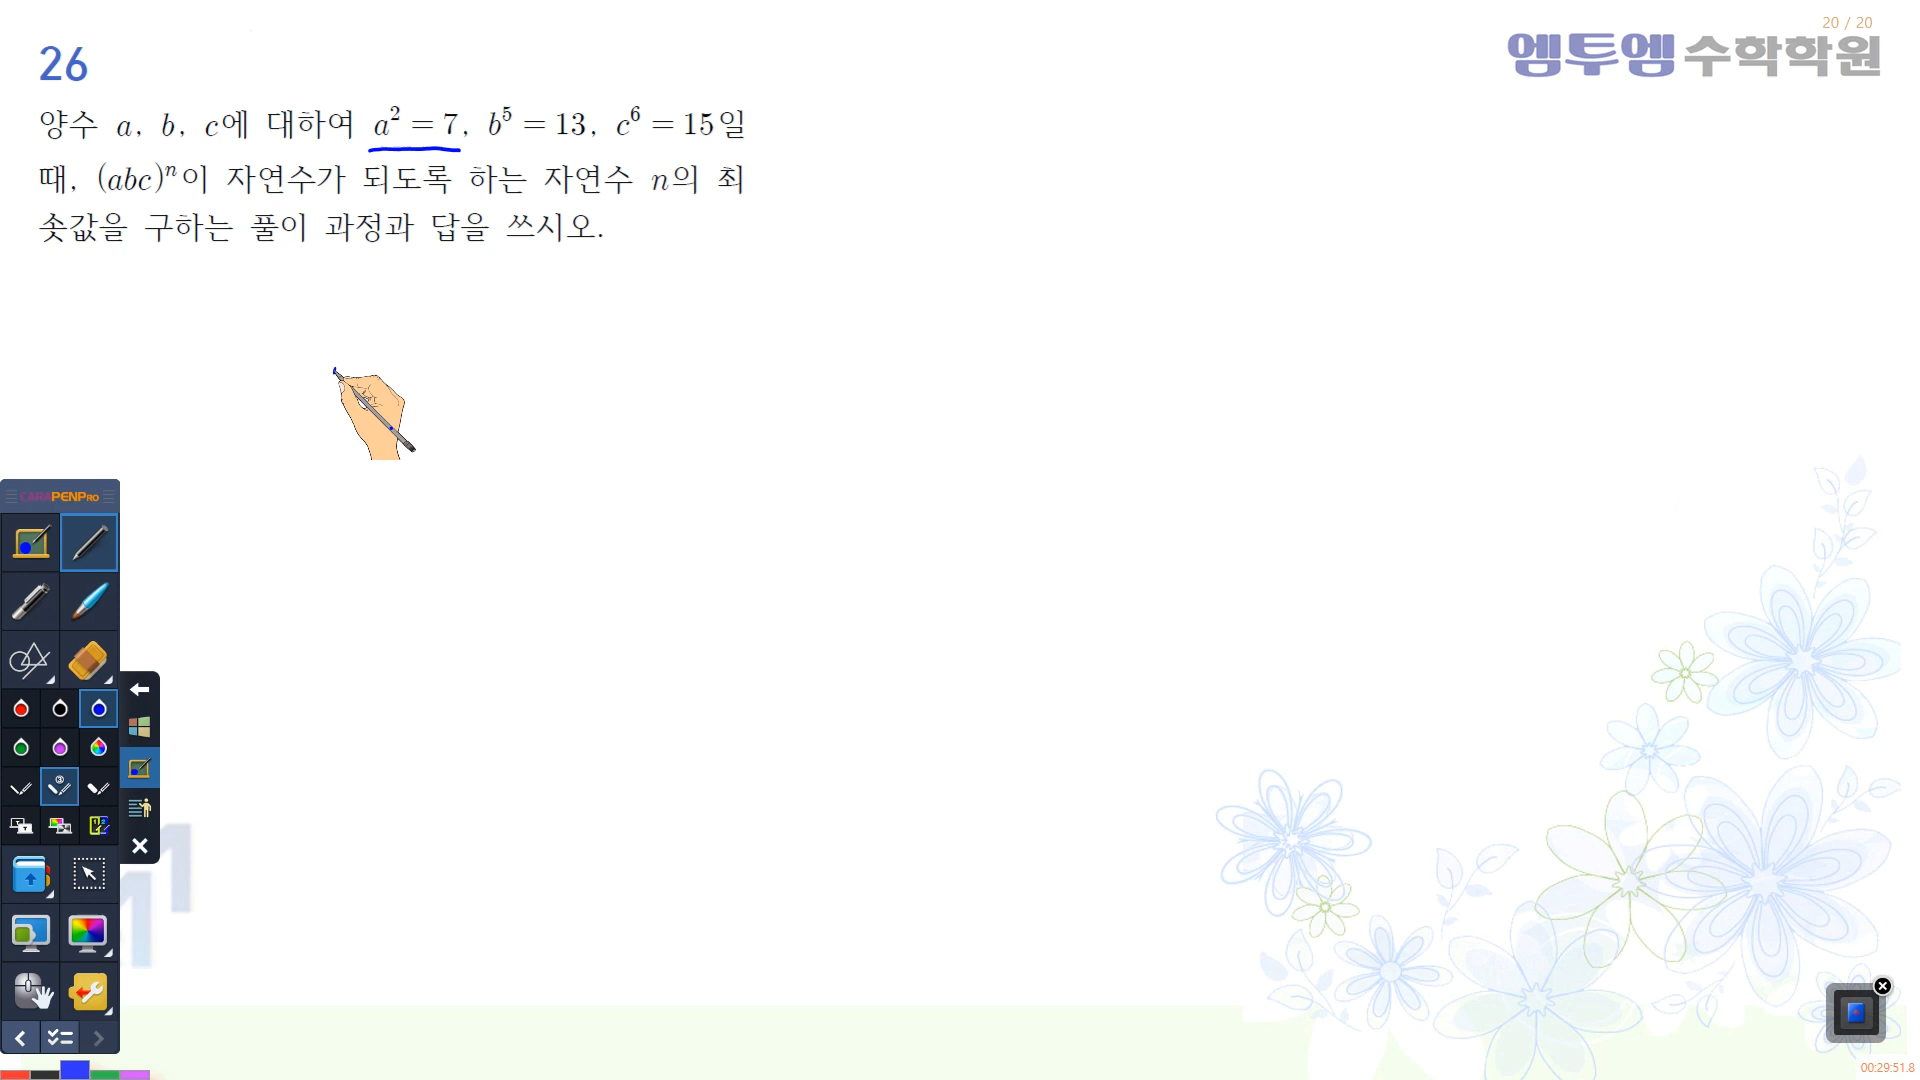 20 / 20
엠투엠 수학학원
26
양수 a, b, c에 대하여 a² = 7, b⁵ = 13, c⁶ = 15일
때, (abc)ⁿ이 자연수가 되도록 하는 자연수 n의 최
솟값을 구하는 풀이 과정과 답을 쓰시오.
CARAPENPRO
00:29:51.8